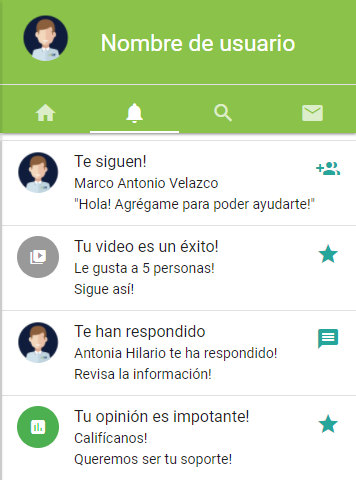 Nombre de usuario
Te siguen!
Marco Antonio Velazco
"Hola! Agrégame para poder ayudarte!"
Tu video es un éxito!
Le gusta a 5 personas!
Sigue así!
Te han respondido
Antonia Hilario te ha respondido!
Revisa la información!
Tu opinión es impotante!
Califícanos!
Queremos ser tu soporte!